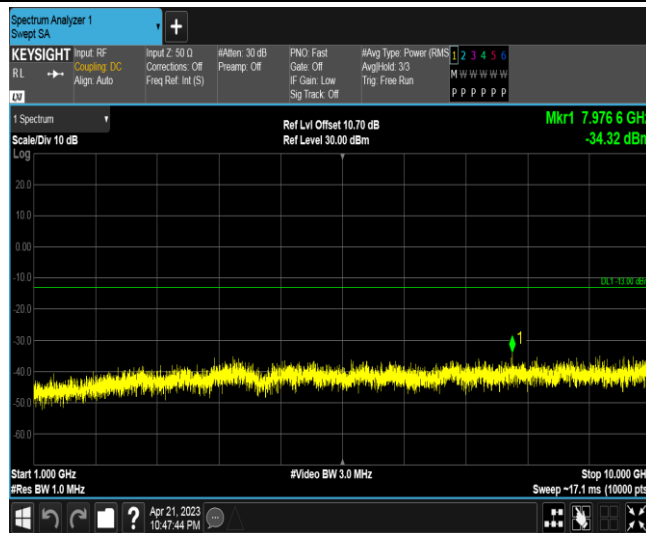 Spectrum Analyzer 1
Swept SA
+
KEYSIGHT Input: RF Input Z: 50 Ω #Atten: 30 dB PNO: Fast #Avg Type: Power (RMS 1 2 3 4 5 6
RL Coupling: DC Corrections: Off Preamp: Off Gate: Off Avg|Hold: 3/3 M W W W W W
Align: Auto Freq Ref: Int (S) IF Gain: Low Trig: Free Run
Sig Track: Off P P P P P P
LXI
1 Spectrum
Ref Lvl Offset 10.70 dB Mkr1 7.976 6 GHz
Scale/Div 10 dB Ref Level 30.00 dBm -34.32 dBm
Log
20.0
10.0
0.00
-10.0
DL1 -13.00 dBm
-20.0
-30.0
1
-40.0
-50.0
-60.0
Start 1.000 GHz #Video BW 3.0 MHz Stop 10.000 GHz
#Res BW 1.0 MHz Sweep ~17.1 ms (10000 pts
? Apr 21, 2023
10:47:44 PM